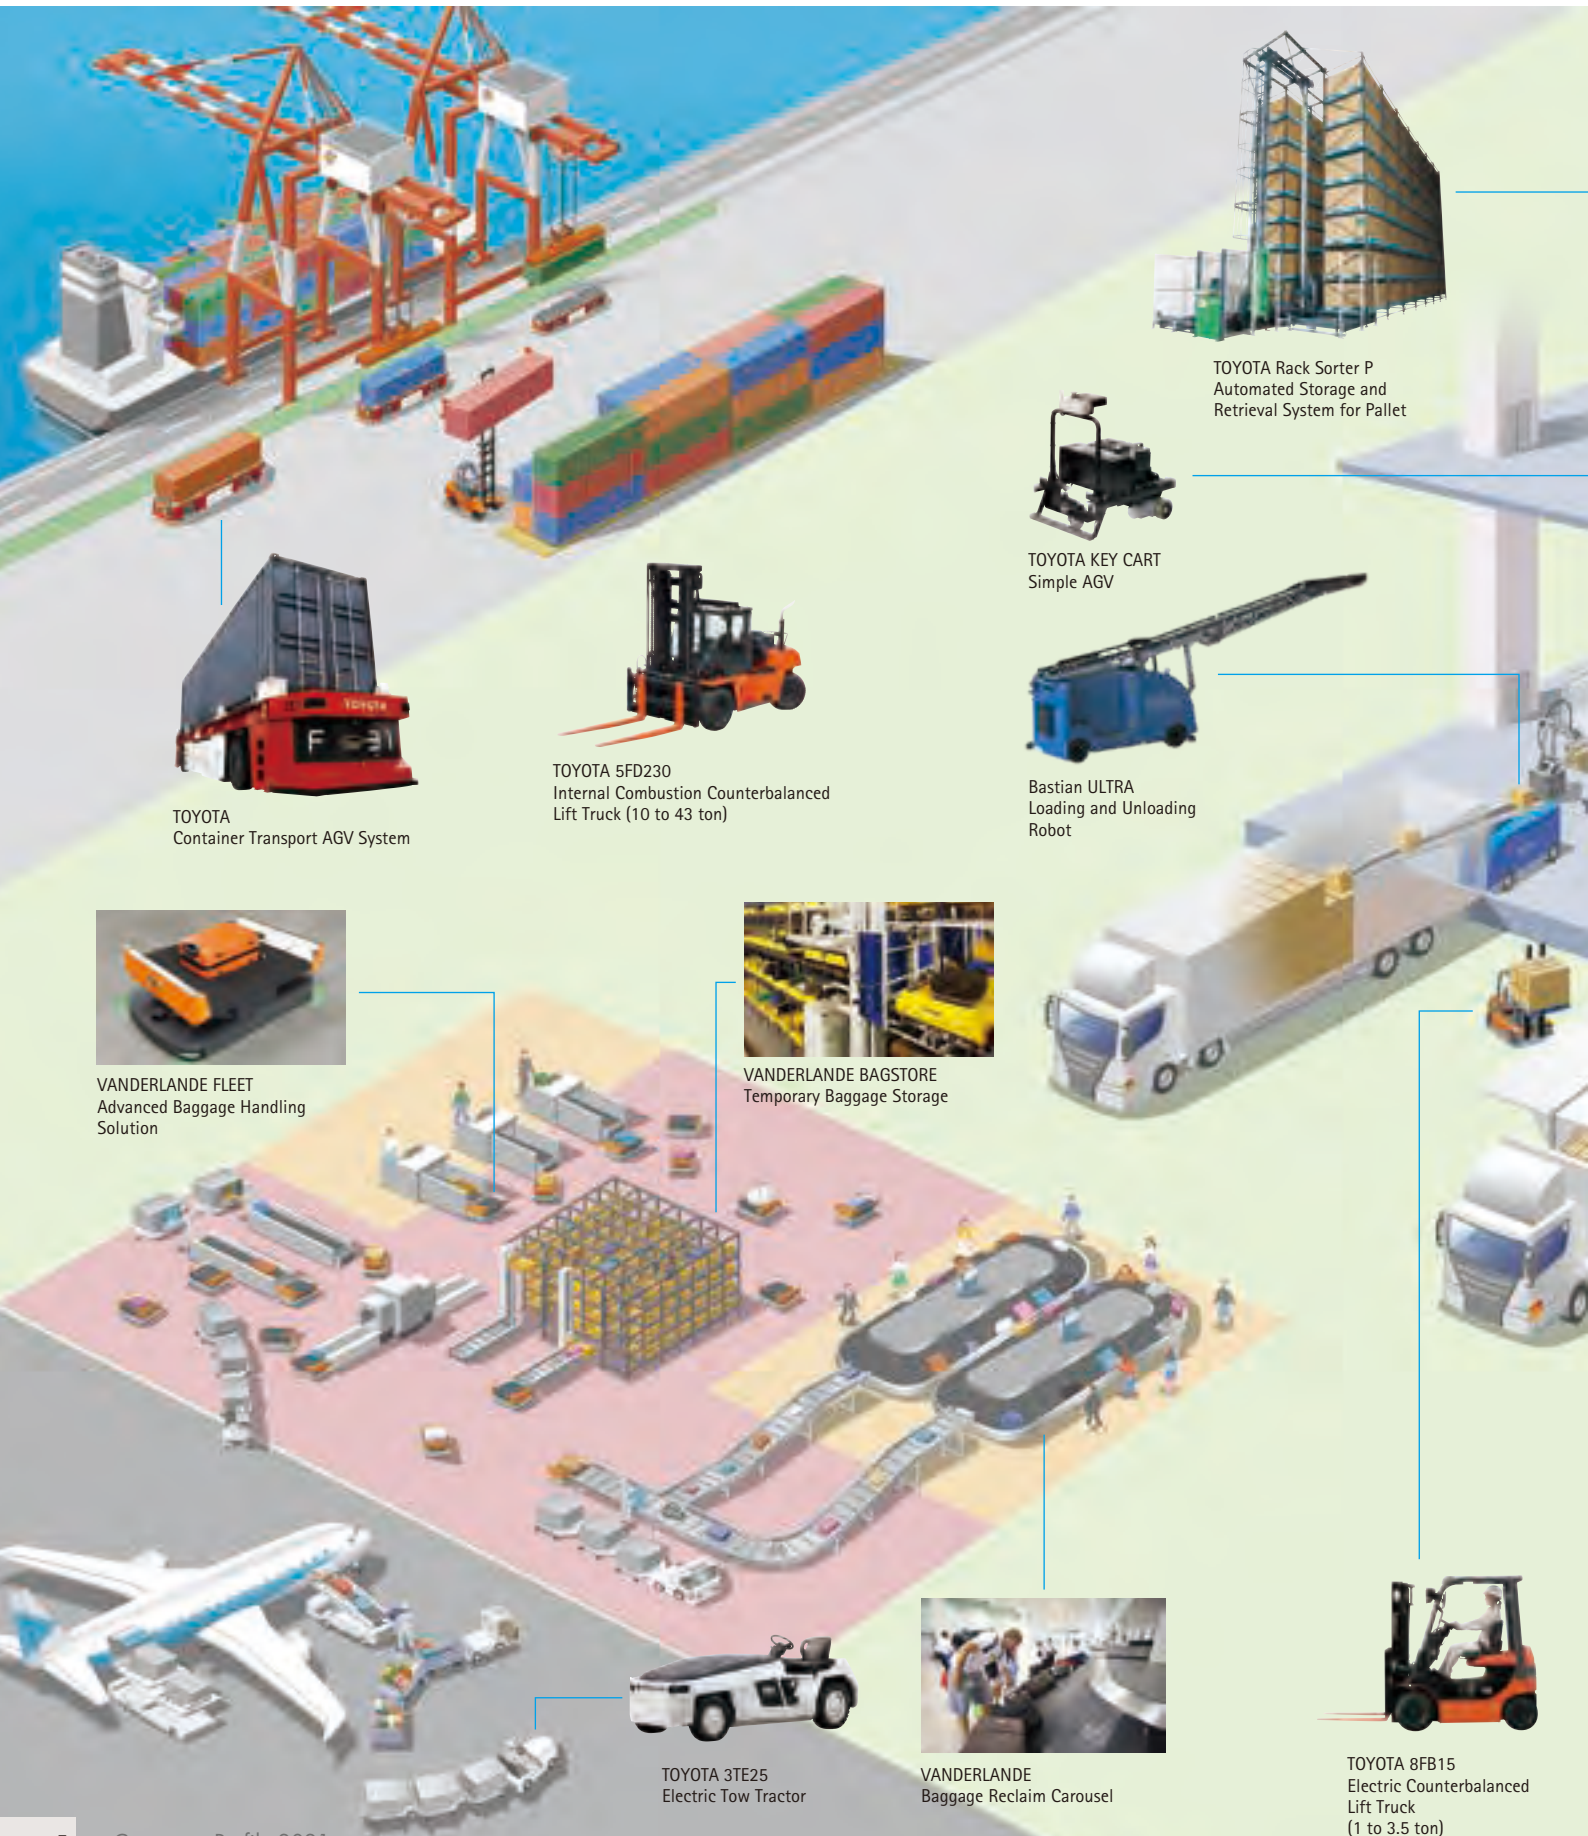 TOYOTA Rack Sorter P
Automated Storage and
Retrieval System for Pallet
TOYOTA KEY CART
Simple AGV
TOYOTA
TOYOTA
Container Transport AGV System
TOYOTA 5FD230
Internal Combustion Counterbalanced
Lift Truck (10 to 43 ton)
Bastian ULTRA
Loading and Unloading
Robot
VANDERLANDE FLEET
Advanced Baggage Handling
Solution
VANDERLANDE BAGSTORE
Temporary Baggage Storage
TOYOTA 3TE25
Electric Tow Tractor
VANDERLANDE
Baggage Reclaim Carousel
TOYOTA 8FB15
Electric Counterbalanced
Lift Truck
(1 to 3.5 ton)